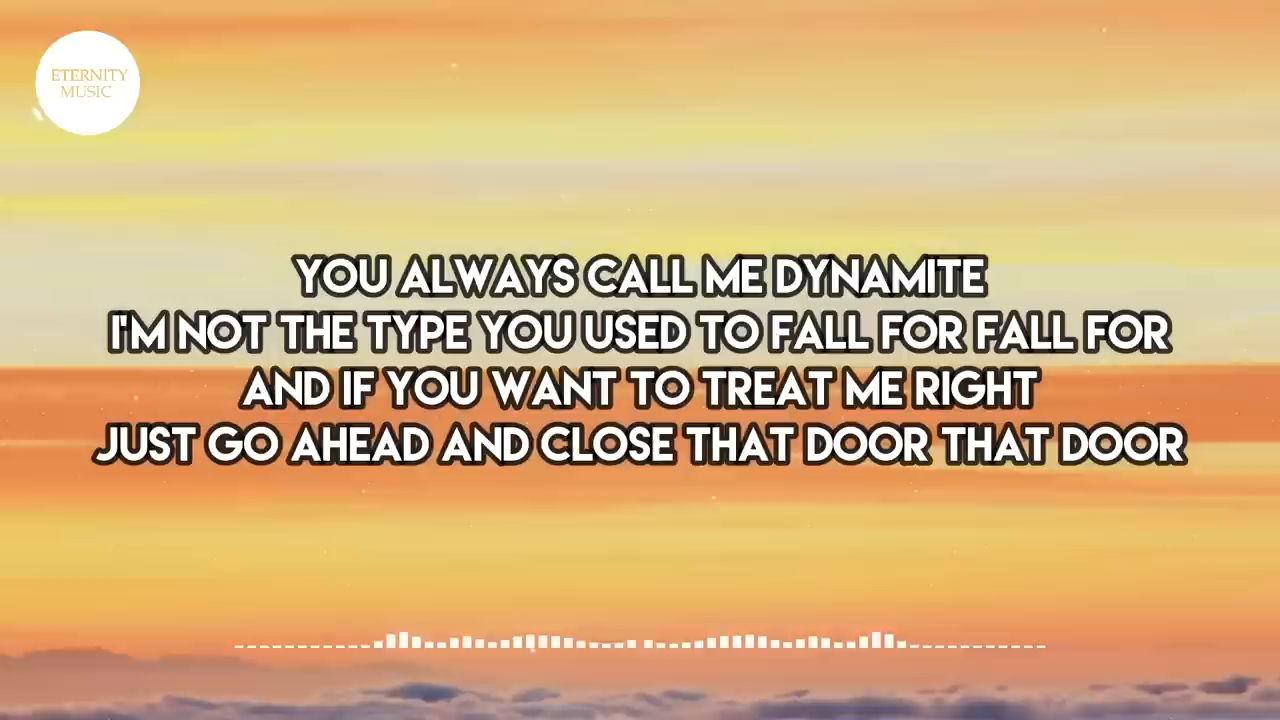 ETERNITY
MUSIC
YOU ALWAYS CALL ME DYNAMITE
I'M NOT THE TYPE YOU USED TO FALL FOR FALL FOR
AND IF YOU WANT TO TREAT ME RIGHT
JUST GO AHEAD AND CLOSE THAT DOOR THAT DOOR